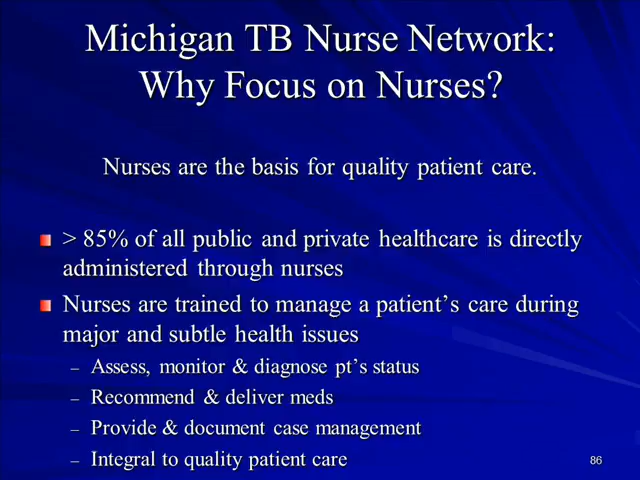 Michigan TB Nurse Network:
Why Focus on Nurses?
Nurses are the basis for quality patient care.
> 85% of all public and private healthcare is directly
administered through nurses
Nurses are trained to manage a patient’s care during
major and subtle health issues
– Assess, monitor & diagnose pt’s status
– Recommend & deliver meds
– Provide & document case management
– Integral to quality patient care
86